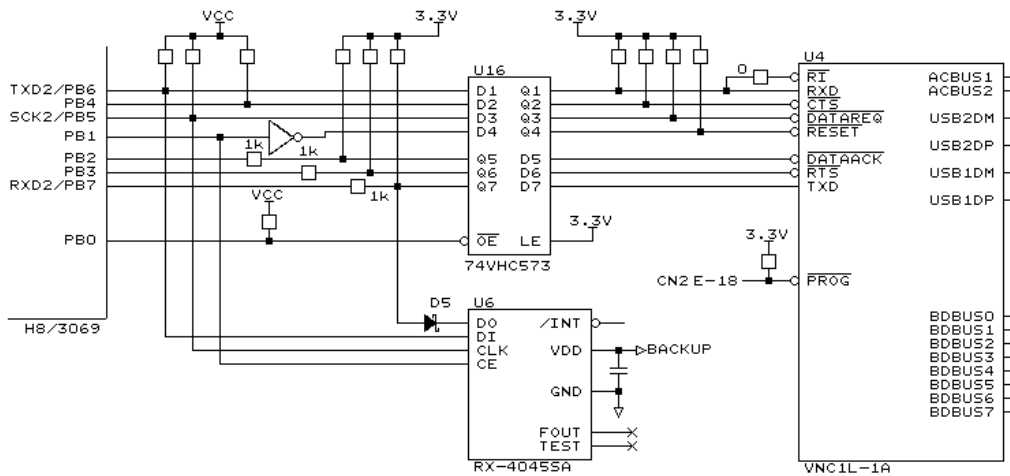 VCC
3.3V
3.3V
U16
U4
TXD2/PB6
D1
Q1
0
RI
ACBUS1
PB4
D2
Q2
RXD
ACBUS2
SCK2/PB5
D3
Q3
CTS
PB1
D4
Q4
DATAREQ
USB2DM
RESET
1k
1k
USB2DP
PB2
Q5
D5
DATAACK
PB3
Q6
D6
RTS
USB1DM
RXD2/PB7
1k
Q7
D7
TXD
VCC
USB1DP
3.3V
3.3V
PB0
OE
LE
74VHC573
CN2 E-18
PROG
D5
U6
H8/3069
D0
/INT
BDBUS0
DI
BDBUS1
CLK
VDD
BACKUP
BDBUS2
CE
BDBUS3
BDBUS4
GND
BDBUS5
BDBUS6
BDBUS7
FOUT
TEST
RX-4045SA
VNC1L-1A